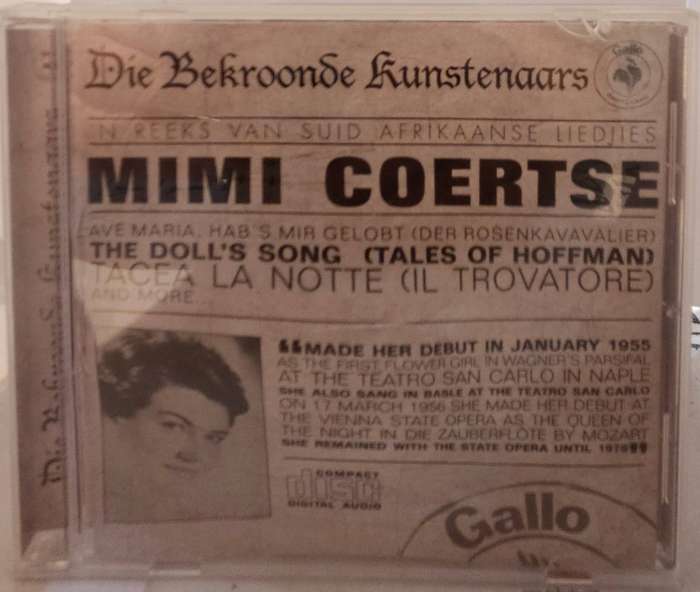 Die Bekroonde Kunstenaars
Gallo
'N REEKS VAN SUID AFRIKAANSE LIEDJIES
MIMI COERTSE
AVE MARIA, HAB'S MIR GELOBT (DER ROSENKAVAVALIER)
THE DOLL'S SONG (TALES OF HOFFMAN)
TACEA LA NOTTE (IL TROVATORE)
AND MORE...
“MADE HER DEBUT IN JANUARY 1955
AS THE FIRST FLOWER GIRL IN WAGNER'S PARSIFAL
AT THE TEATRO SAN CARLO IN NAPLE
SHE ALSO SANG IN BASLE AT THE TEATRO SAN CARLO
ON 17 MARCH 1956 SHE MADE HER DEBUT AT
THE VIENNA STATE OPERA AS THE QUEEN OF
THE NIGHT IN DIE ZAUBERFLÖTE BY MOZART
SHE REMAINED WITH THE STATE OPERA UNTIL 1978”
COMPACT
disc
DIGITAL AUDIO
Gallo
Die Bekroonde Kunstenaars